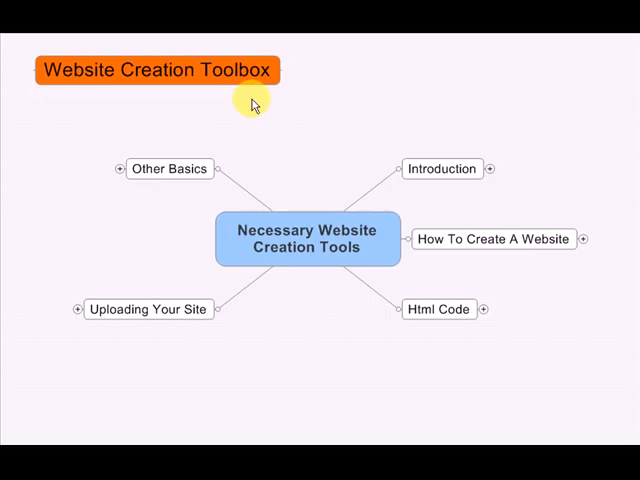 Website Creation Toolbox
Other Basics
Introduction
Necessary Website
Creation Tools
How To Create A Website
Uploading Your Site
Html Code